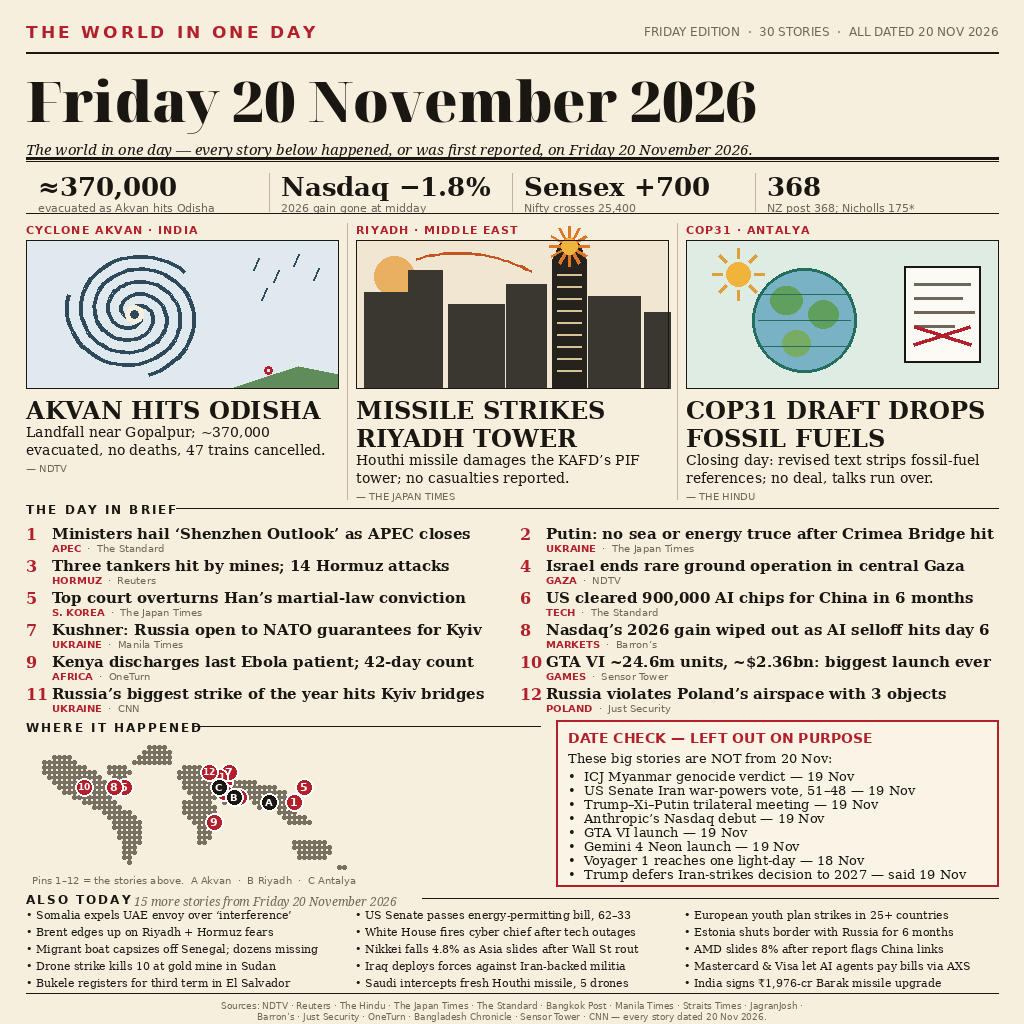 THE WORLD IN ONE DAY
FRIDAY EDITION · 30 STORIES · ALL DATED 20 NOV 2026
Friday 20 November 2026
The world in one day — every story below happened, or was first reported, on Friday 20 November 2026.
≈370,000
evacuated as Akvan hits Odisha
Nasdaq −1.8%
2026 gain gone at midday
Sensex +700
Nifty crosses 25,400
368
NZ post 368; Nicholls 175*
CYCLONE AKVAN · INDIA
AKVAN HITS ODISHA
Landfall near Gopalpur; ~370,000
evacuated, no deaths, 47 trains cancelled.
— NDTV
RIYADH · MIDDLE EAST
MISSILE STRIKES
RIYADH TOWER
Houthi missile damages the KAFD’s PIF
tower; no casualties reported.
— THE JAPAN TIMES
COP31 · ANTALYA
COP31 DRAFT DROPS
FOSSIL FUELS
Closing day: revised text strips fossil-fuel
references; no deal, talks run over.
— THE HINDU
THE DAY IN BRIEF
1 Ministers hail ‘Shenzhen Outlook’ as APEC closes
APEC · The Standard
2 Putin: no sea or energy truce after Crimea Bridge hit
UKRAINE · The Japan Times
3 Three tankers hit by mines; 14 Hormuz attacks
HORMUZ · Reuters
4 Israel ends rare ground operation in central Gaza
GAZA · NDTV
5 Top court overturns Han’s martial-law conviction
S. KOREA · The Japan Times
6 US cleared 900,000 AI chips for China in 6 months
TECH · The Standard
7 Kushner: Russia open to NATO guarantees for Kyiv
UKRAINE · Manila Times
8 Nasdaq’s 2026 gain wiped out as AI selloff hits day 6
MARKETS · Barron’s
9 Kenya discharges last Ebola patient; 42-day count
AFRICA · OneTurn
10 GTA VI ~24.6m units, ~$2.36bn: biggest launch ever
GAMES · Sensor Tower
11 Russia’s biggest strike of the year hits Kyiv bridges
UKRAINE · CNN
12 Russia violates Poland’s airspace with 3 objects
POLAND · Just Security
WHERE IT HAPPENED
12 7
10 8 C B A 1 5
9
Pins 1–12 = the stories above. A Akvan · B Riyadh · C Antalya
DATE CHECK — LEFT OUT ON PURPOSE
These big stories are NOT from 20 Nov:
• ICJ Myanmar genocide verdict — 19 Nov
• US Senate Iran war-powers vote, 51–48 — 19 Nov
• Trump–Xi–Putin trilateral meeting — 19 Nov
• Anthropic’s Nasdaq debut — 19 Nov
• GTA VI launch — 19 Nov
• Gemini 4 Neon launch — 19 Nov
• Voyager 1 reaches one light-day — 18 Nov
• Trump defers Iran-strikes decision to 2027 — said 19 Nov
ALSO TODAY 15 more stories from Friday 20 November 2026
• Somalia expels UAE envoy over ‘interference’
• Brent edges up on Riyadh + Hormuz fears
• Migrant boat capsizes off Senegal; dozens missing
• Drone strike kills 10 at gold mine in Sudan
• Bukele registers for third term in El Salvador
• US Senate passes energy-permitting bill, 62–33
• White House fires cyber chief after tech outages
• Nikkei falls 4.8% as Asia slides after Wall St rout
• Iraq deploys forces against Iran-backed militia
• Saudi intercepts fresh Houthi missile, 5 drones
• European youth plan strikes in 25+ countries
• Estonia shuts border with Russia for 6 months
• AMD slides 8% after report flags China links
• Mastercard & Visa let AI agents pay bills via AXS
• India signs ₹1,976-cr Barak missile upgrade
Sources: NDTV · Reuters · The Hindu · The Japan Times · The Standard · Bangkok Post · Manila Times · Straits Times · JagranJosh ·
Barron’s · Just Security · OneTurn · Bangladesh Chronicle · Sensor Tower · CNN — every story dated 20 Nov 2026.